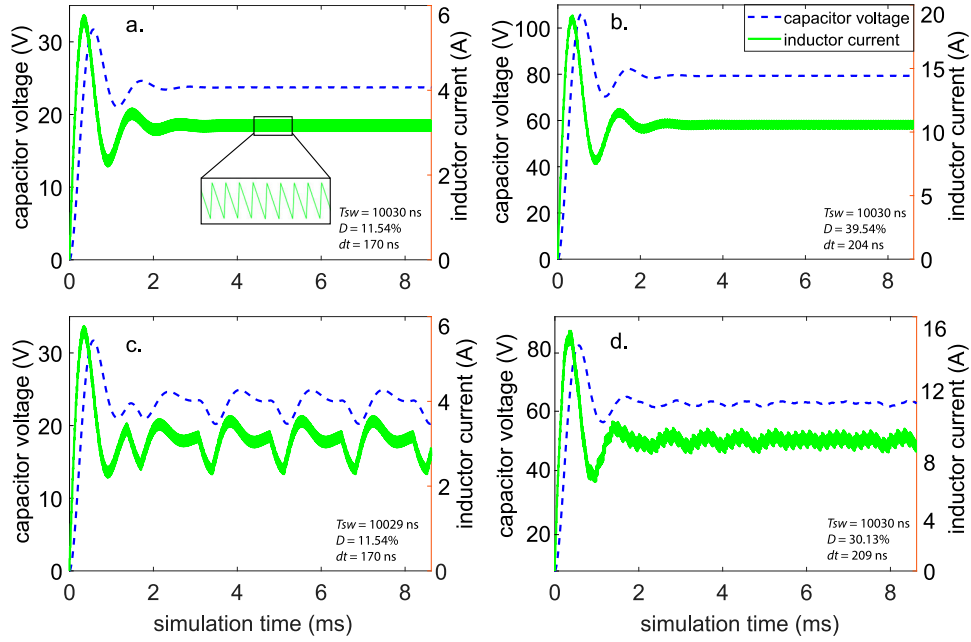 a.
capacitor voltage (V)
30
20
10
0
6
4
2
0
inductor current (A)
Tsw = 10030 ns
D = 11.54%
dt = 170 ns
0 2 4 6 8
b.
capacitor voltage
inductor current
capacitor voltage (V)
100
80
60
40
20
0
20
15
10
5
0
inductor current (A)
Tsw = 10030 ns
D = 39.54%
dt = 204 ns
0 2 4 6 8
c.
capacitor voltage (V)
30
20
10
0
6
4
2
0
inductor current (A)
Tsw = 10029 ns
D = 11.54%
dt = 170 ns
0 2 4 6 8
simulation time (ms)
d.
capacitor voltage (V)
80
60
40
20
16
12
8
4
0
inductor current (A)
Tsw = 10030 ns
D = 30.13%
dt = 209 ns
0 2 4 6 8
simulation time (ms)